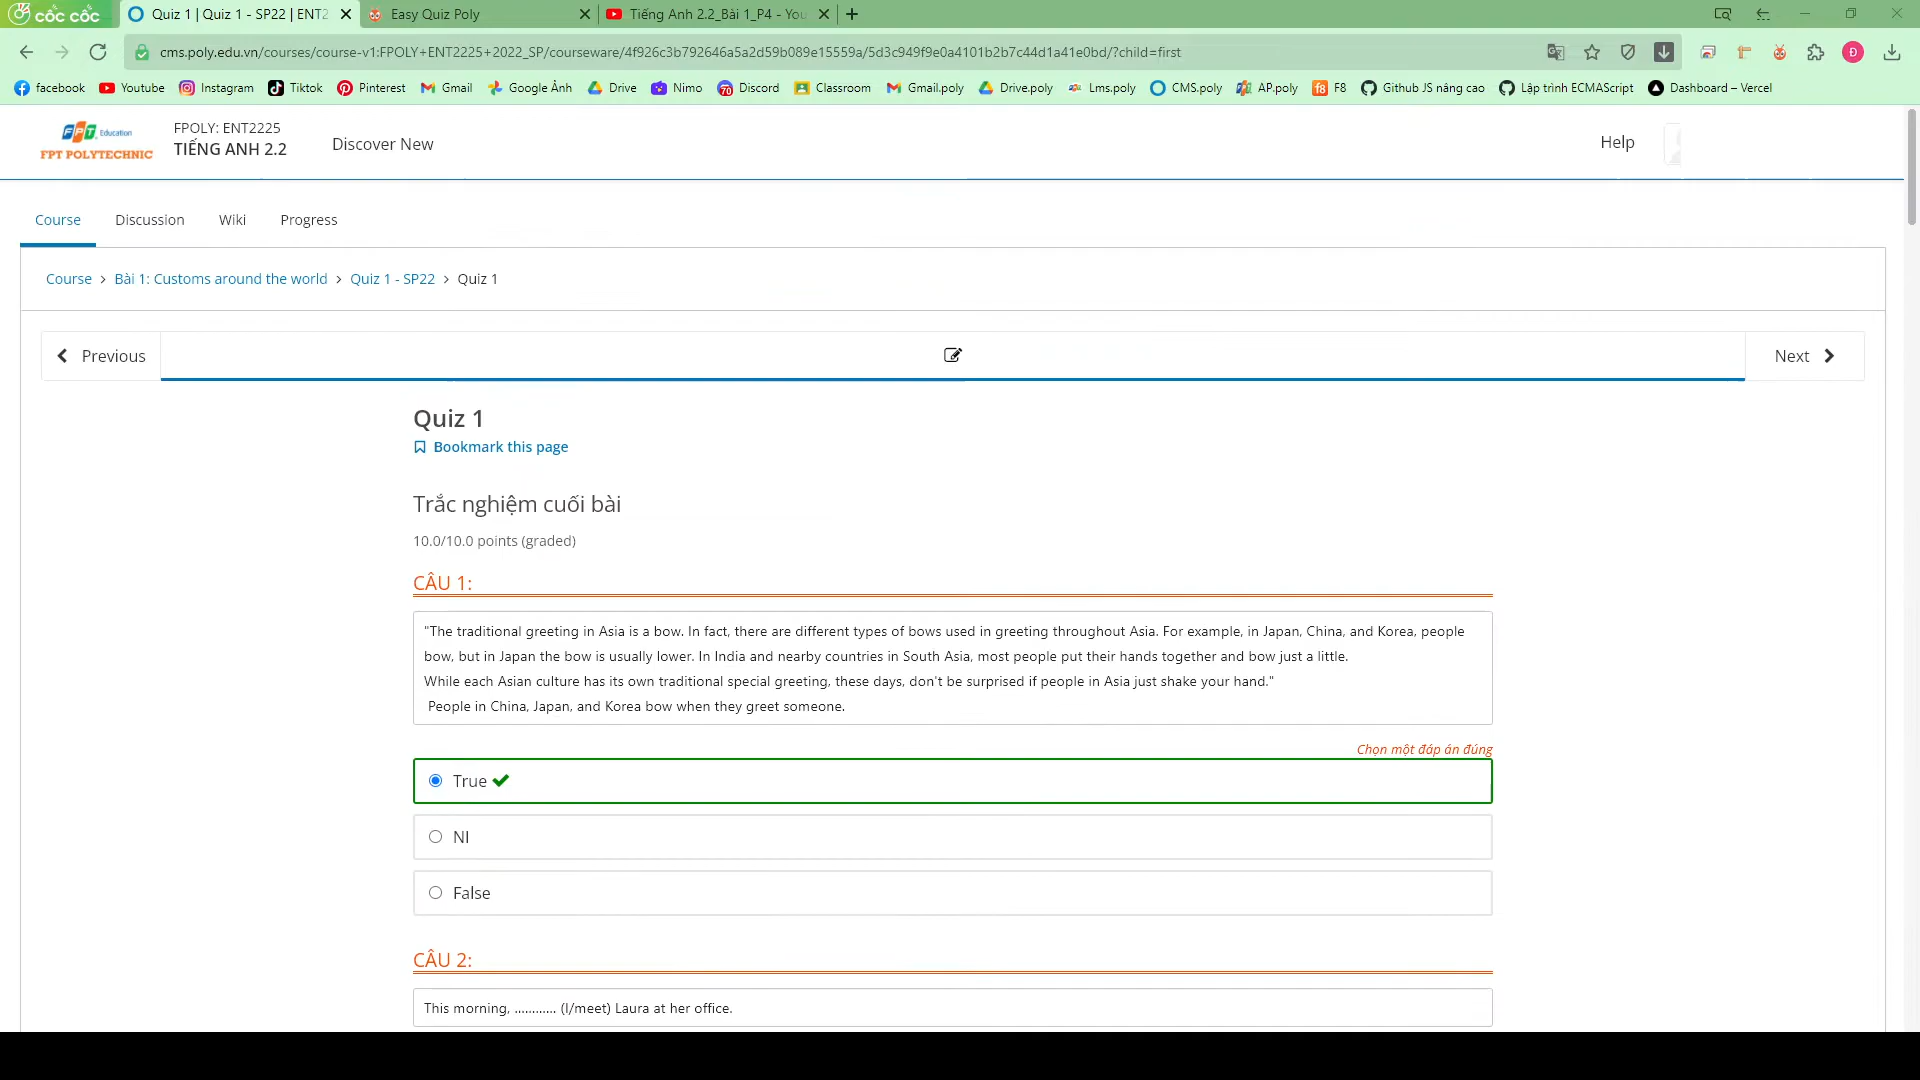 cốc cốc
Quiz 1 | Quiz 1 - SP22 | ENT2
Easy Quiz Poly
Tiếng Anh 2.2_Bài 1_P4 - You
cms.poly.edu.vn/courses/course-v1:FPOLY+ENT2225+2022_SP/courseware/4f926c3b792646a5a2d59b089e15559a/5d3c949f9e0a4101b2b7c44d1a41e0bd/?child=first
facebook Youtube Instagram Tiktok Pinterest Gmail Google Ảnh Drive Nimo Discord Classroom Gmail.poly Drive.poly Lms.poly CMS.poly AP.poly F8 Github JS nâng cao Lập trình ECMAScript Dashboard – Vercel
FPT Education
FPT POLYTECHNIC
FPOLY: ENT2225
TIẾNG ANH 2.2
Discover New
Help
Course Discussion Wiki Progress
Course > Bài 1: Customs around the world > Quiz 1 - SP22 > Quiz 1
Previous
Next
Quiz 1
Bookmark this page
Trắc nghiệm cuối bài
10.0/10.0 points (graded)
CÂU 1:
"The traditional greeting in Asia is a bow. In fact, there are different types of bows used in greeting throughout Asia. For example, in Japan, China, and Korea, people
bow, but in Japan the bow is usually lower. In India and nearby countries in South Asia, most people put their hands together and bow just a little.
While each Asian culture has its own traditional special greeting, these days, don't be surprised if people in Asia just shake your hand."
People in China, Japan, and Korea bow when they greet someone.
Chọn một đáp án đúng
True
NI
False
CÂU 2:
This morning, ............ (I/meet) Laura at her office.